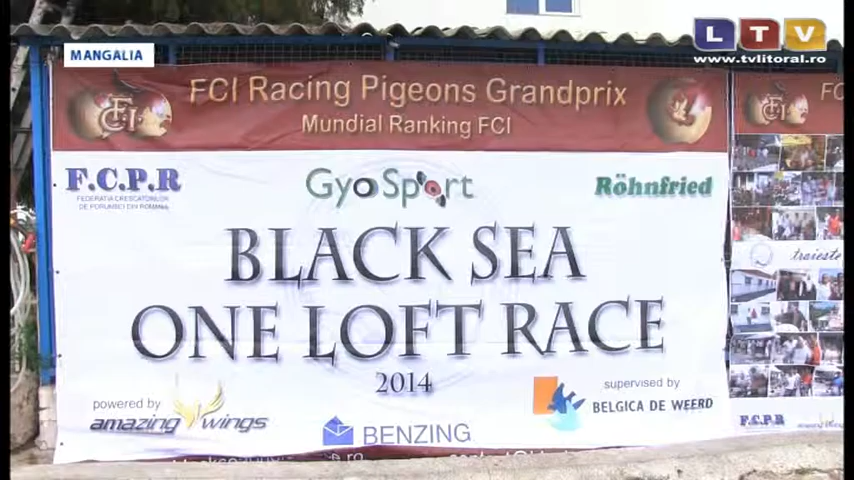 MANGALIA
LTV
www.tvlitoral.ro
FCI Racing Pigeons Grandprix
Mundial Ranking FCI
FCI
F.C.P.R
FEDERATIA CRESCATORILOR
DE PORUMBEI DIN ROMANIA
GyoSport
Röhnfried
BLACK SEA
ONE LOFT RACE
2014
powered by
amazing wings
BENZING
supervised by
BELGICA DE WEERD
traieste
F.C.P.R